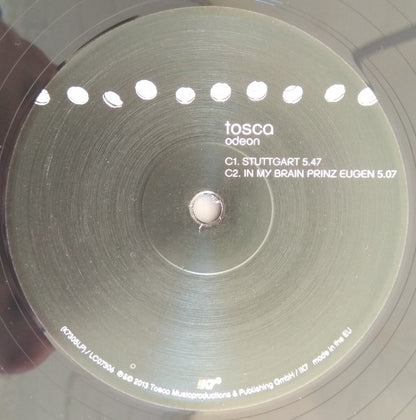 tosca
odeon
C1. STUTTGART 5.47
C2. IN MY BRAIN PRINZ EUGEN 5.07
!K7305LP / LC07306 ℗&© 2013 Tosca Musicproductions & Publishing GmbH / !K7 made in the EU
!K7®